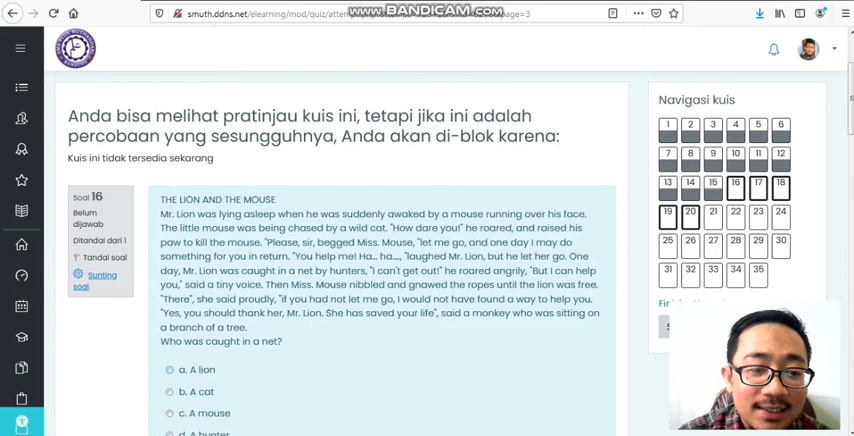 smuth.ddns.net/elearning/mod/quiz/attem
page=3
www.BANDICAM.com
Anda bisa melihat pratinjau kuis ini, tetapi jika ini adalah
percobaan yang sesungguhnya, Anda akan di-blok karena:
Kuis ini tidak tersedia sekarang
Soal 16
Belum
dijawab
Ditandai dari 1
Tandai soal
Sunting
soal
THE LION AND THE MOUSE
Mr. Lion was lying asleep when he was suddenly awaked by a mouse running over his face.
The little mouse was being chased by a wild cat. "How dare you!" he roared, and raised his
paw to kill the mouse. "Please, sir, begged Miss. Mouse, "let me go, and one day I may do
something for you in return. "You help me! Ha... ha...., "laughed Mr. Lion, but he let her go. One
day, Mr. Lion was caught in a net by hunters, "I can't get out!" he roared angrily, "But I can help
you," said a tiny voice. Then Miss. Mouse nibbled and gnawed the ropes until the lion was free.
"There", she said proudly, "if you had not let me go, I would not have found a way to help you.
"Yes, you should thank her, Mr. Lion. She has saved your life", said a monkey who was sitting on
a branch of a tree.
Who was caught in a net?
a. A lion
b. A cat
c. A mouse
d. A hunter
Navigasi kuis
1 2 3 4 5 6
7 8 9 10 11 12
13 14 15 16 17 18
19 20 21 22 23 24
25 26 27 28 29 30
31 32 33 34 35